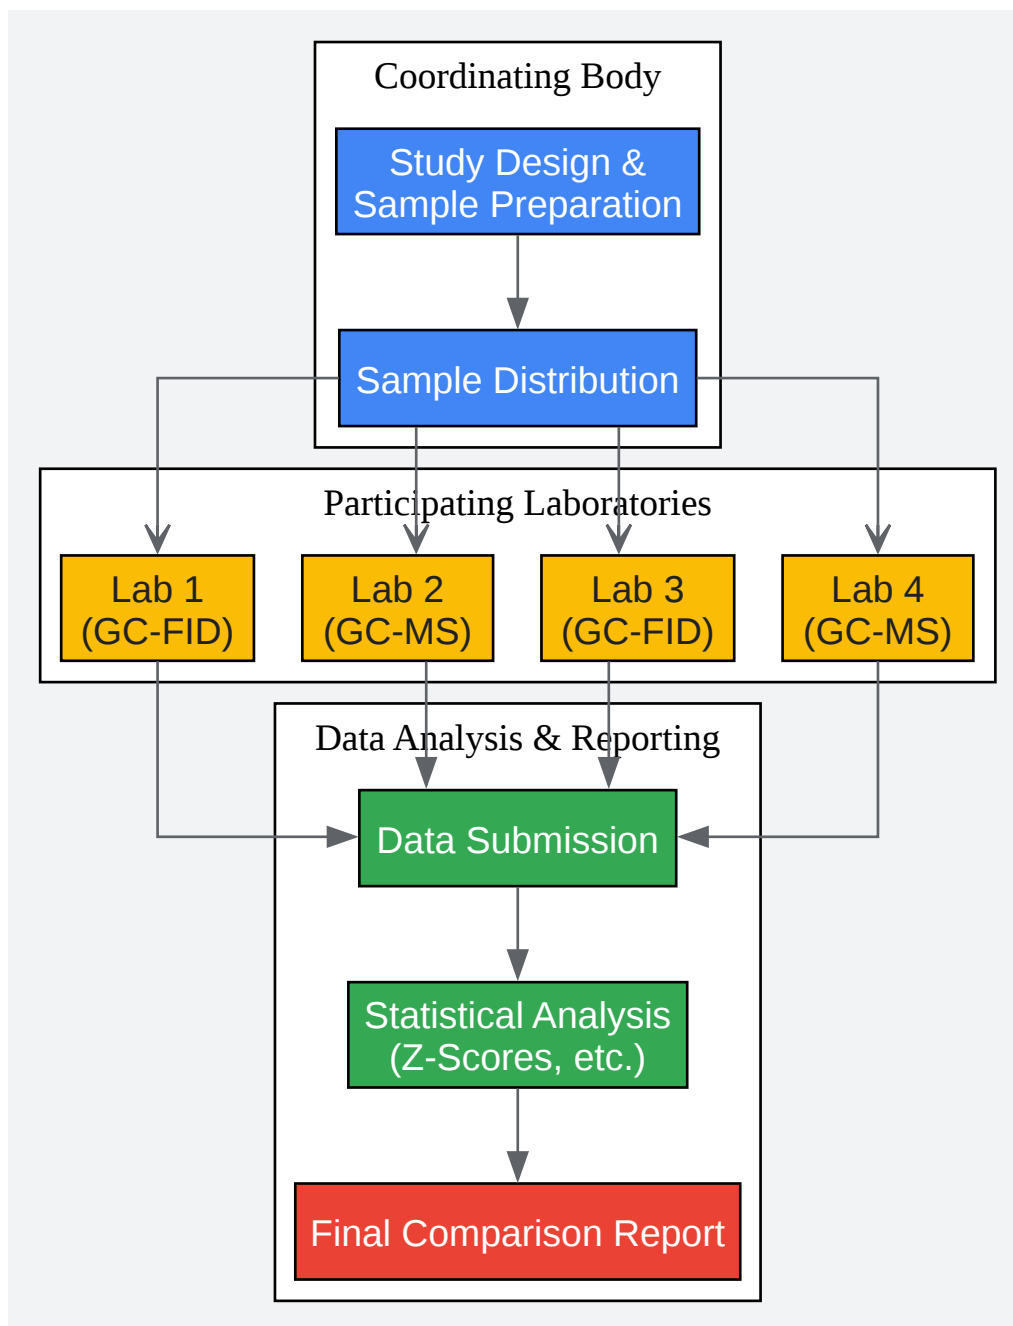 Coordinating Body
Study Design &
Sample Preparation
Sample Distribution
Participating Laboratories
Lab 1
(GC-FID)
Lab 2
(GC-MS)
Lab 3
(GC-FID)
Lab 4
(GC-MS)
Data Analysis & Reporting
Data Submission
Statistical Analysis
(Z-Scores, etc.)
Final Comparison Report